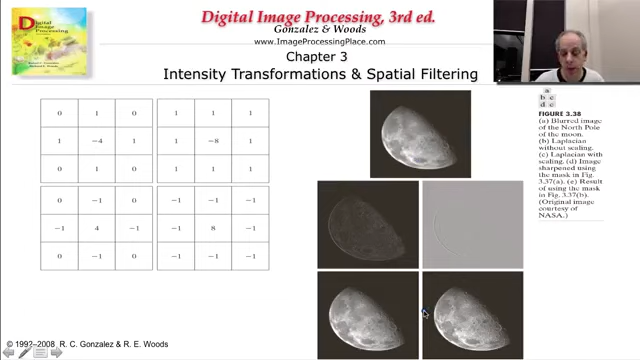 Digital Image Processing, 3rd ed.
Gonzalez & Woods
www.ImageProcessingPlace.com
Chapter 3
Intensity Transformations & Spatial Filtering
Digital
Image
Processing
0 1 0
1 −4 1
0 1 0
1 1 1
1 −8 1
1 1 1
0 −1 0
−1 4 −1
0 −1 0
−1 −1 −1
−1 8 −1
−1 −1 −1
a
b c
d e
FIGURE 3.38
(a) Blurred image
of the North Pole
of the moon.
(b) Laplacian
without scaling.
(c) Laplacian with
scaling. (d) Image
sharpened using
the mask in Fig.
3.37(a). (e) Result
of using the mask
in Fig. 3.37(b).
(Original image
courtesy of
NASA.)
© 1992–2008 R. C. Gonzalez & R. E. Woods